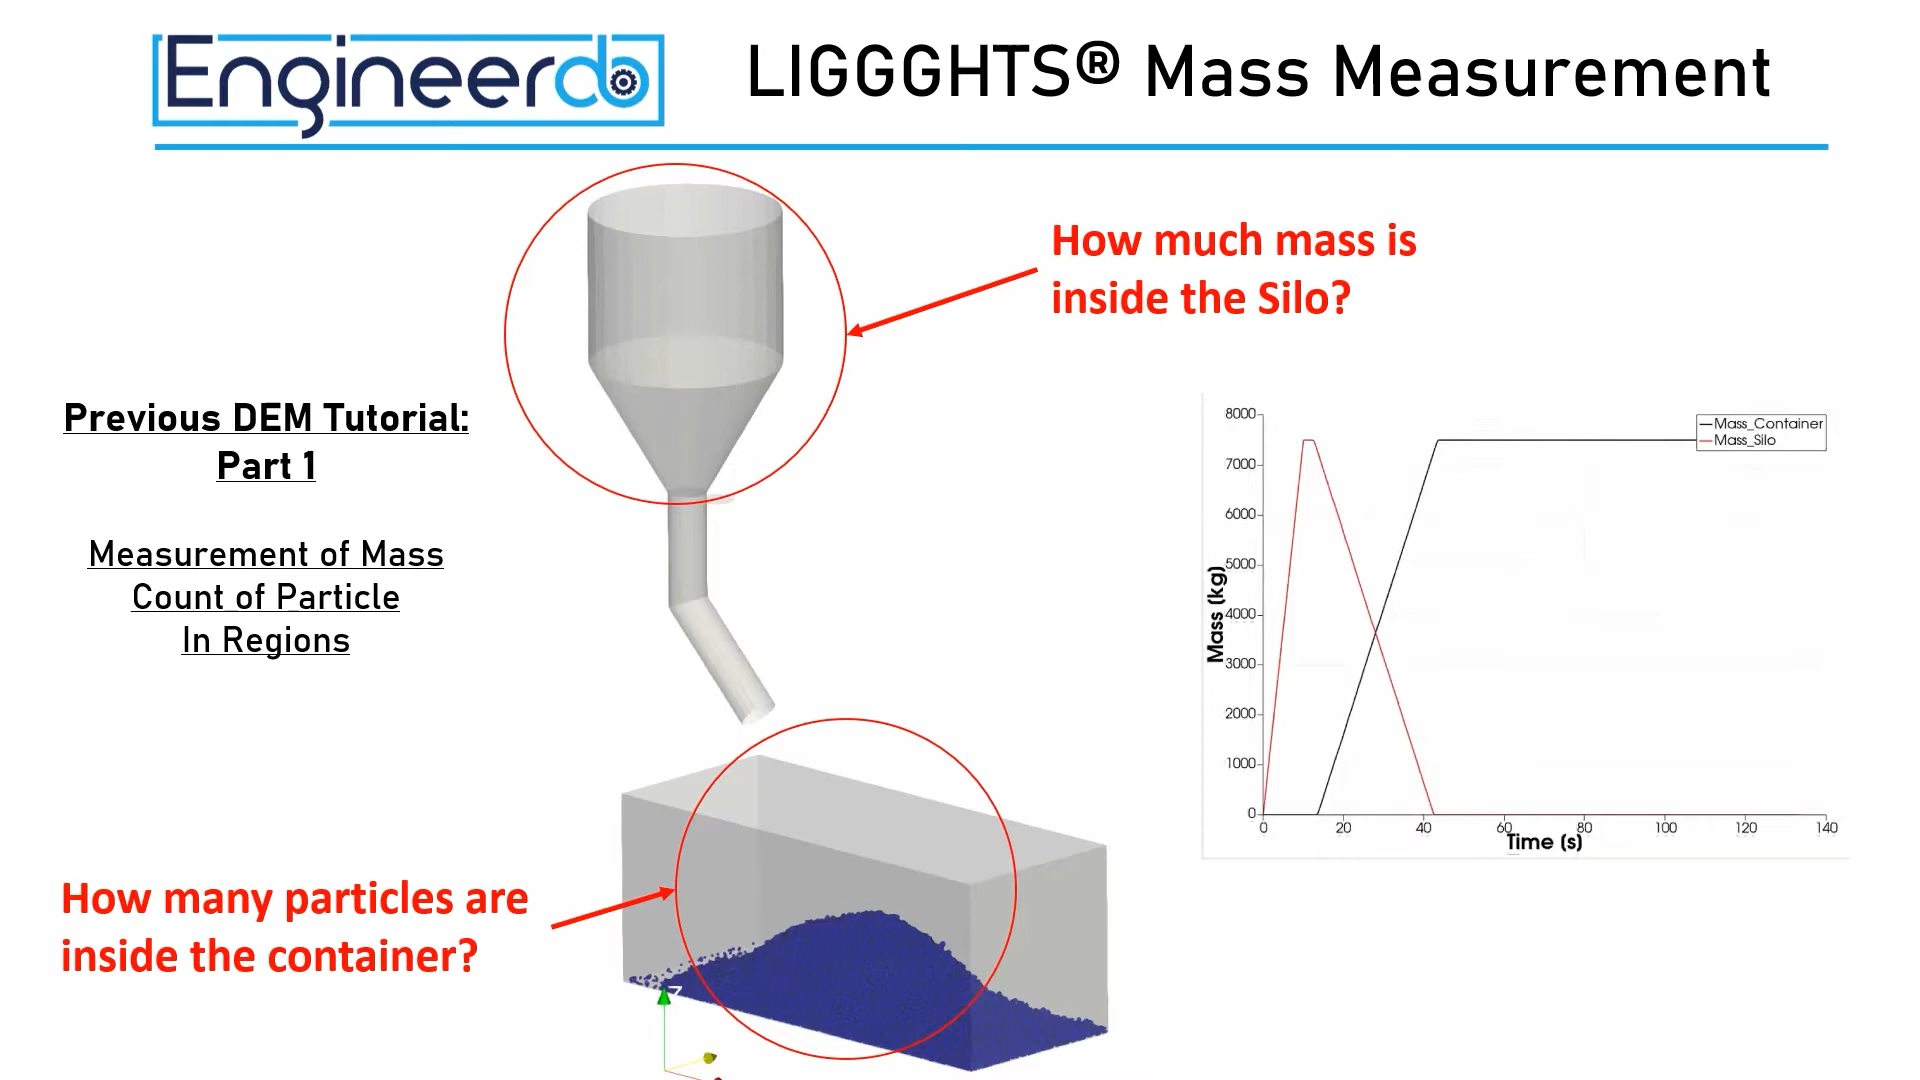 Engineerdo
LIGGGHTS® Mass Measurement
How much mass is
inside the Silo?
Previous DEM Tutorial:
Part 1
Measurement of Mass
Count of Particle
In Regions
How many particles are
inside the container?
Z
Mass_Container
Mass_Silo
8000
7000
6000
5000
4000
3000
2000
1000
0
Mass (kg)
0 20 40 60 80 100 120 140
Time (s)